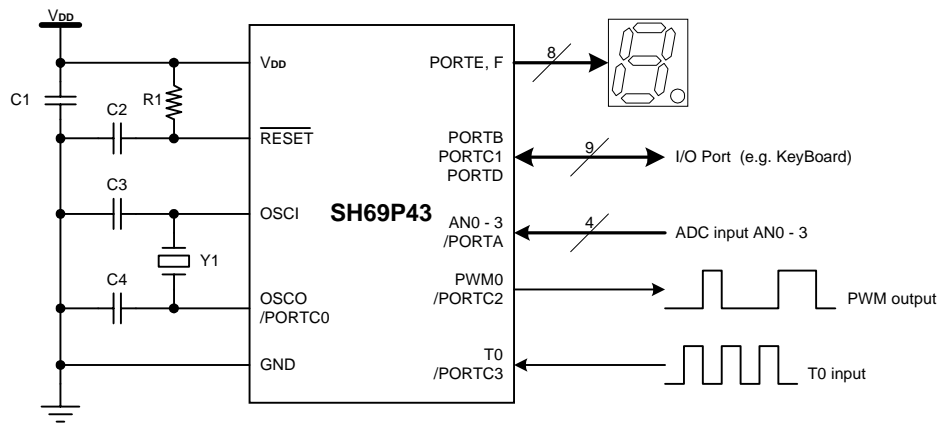 VDD
C1
C2
R1
C3
C4
Y1
VDD
RESET
OSCI
OSCO
/PORTC0
GND
SH69P43
PORTE, F
PORTB
PORTC1
PORTD
AN0 - 3
/PORTA
PWM0
/PORTC2
T0
/PORTC3
8
9
I/O Port (e.g. KeyBoard)
4
ADC input AN0 - 3
PWM output
T0 input